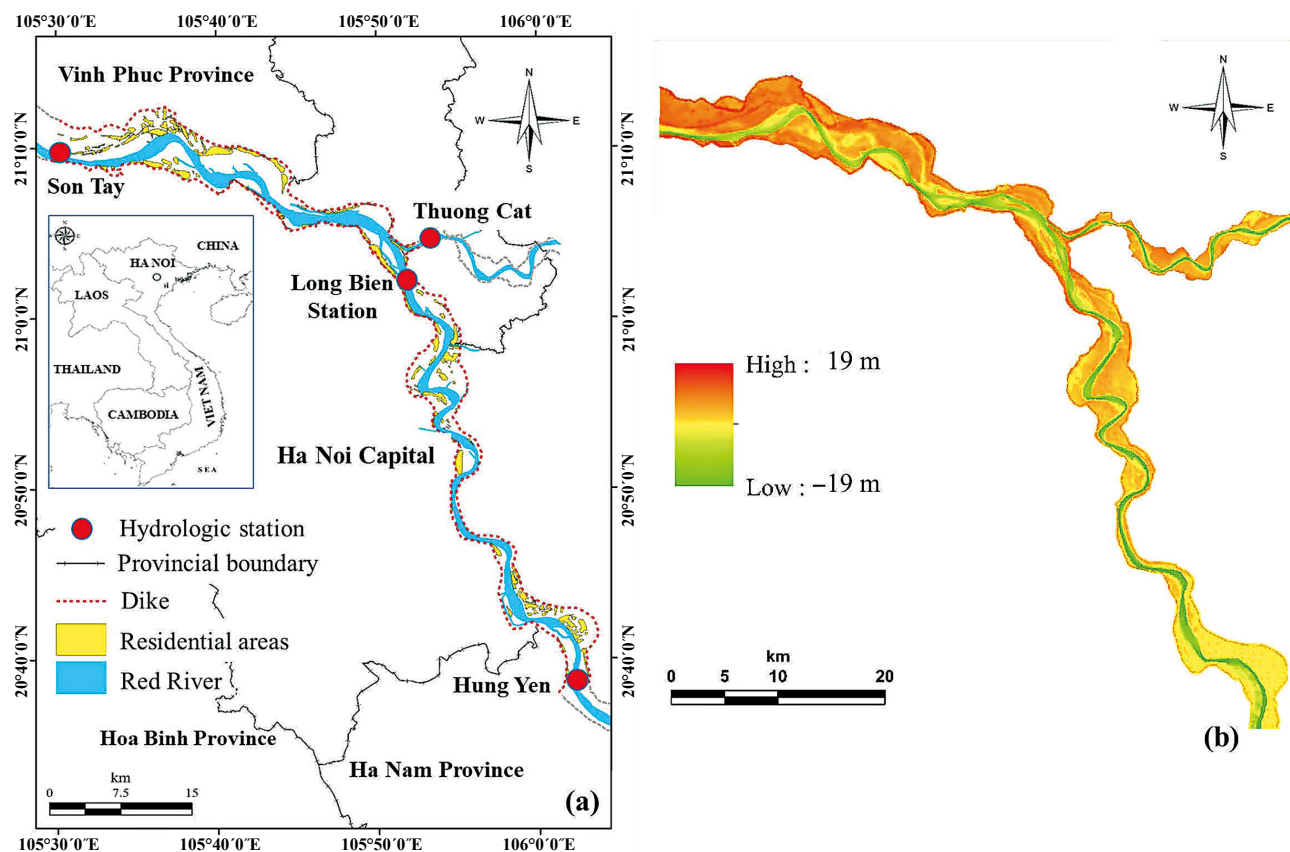 105°30′0″E 105°40′0″E 105°50′0″E 106°0′0″E
Vinh Phuc Province
N
W E
S
21°10′0″N
Son Tay
Thuong Cat
CHINA
HA NOI
LAOS
Long Bien
Station
21°0′0″N
THAILAND
VIET NAM
CAMBODIA
SEA
Ha Noi Capital
20°50′0″N
Hydrologic station
Provincial boundary
Dike
Residential areas
Red River
20°40′0″N
Hung Yen
Hoa Binh Province
Ha Nam Province
km
0 7.5 15
(a)
105°30′0″E 105°40′0″E 105°50′0″E 106°0′0″E
N
W E
S
21°10′0″N
21°0′0″N
High : 19 m
Low : −19 m
20°50′0″N
20°40′0″N
km
0 5 10 20
(b)